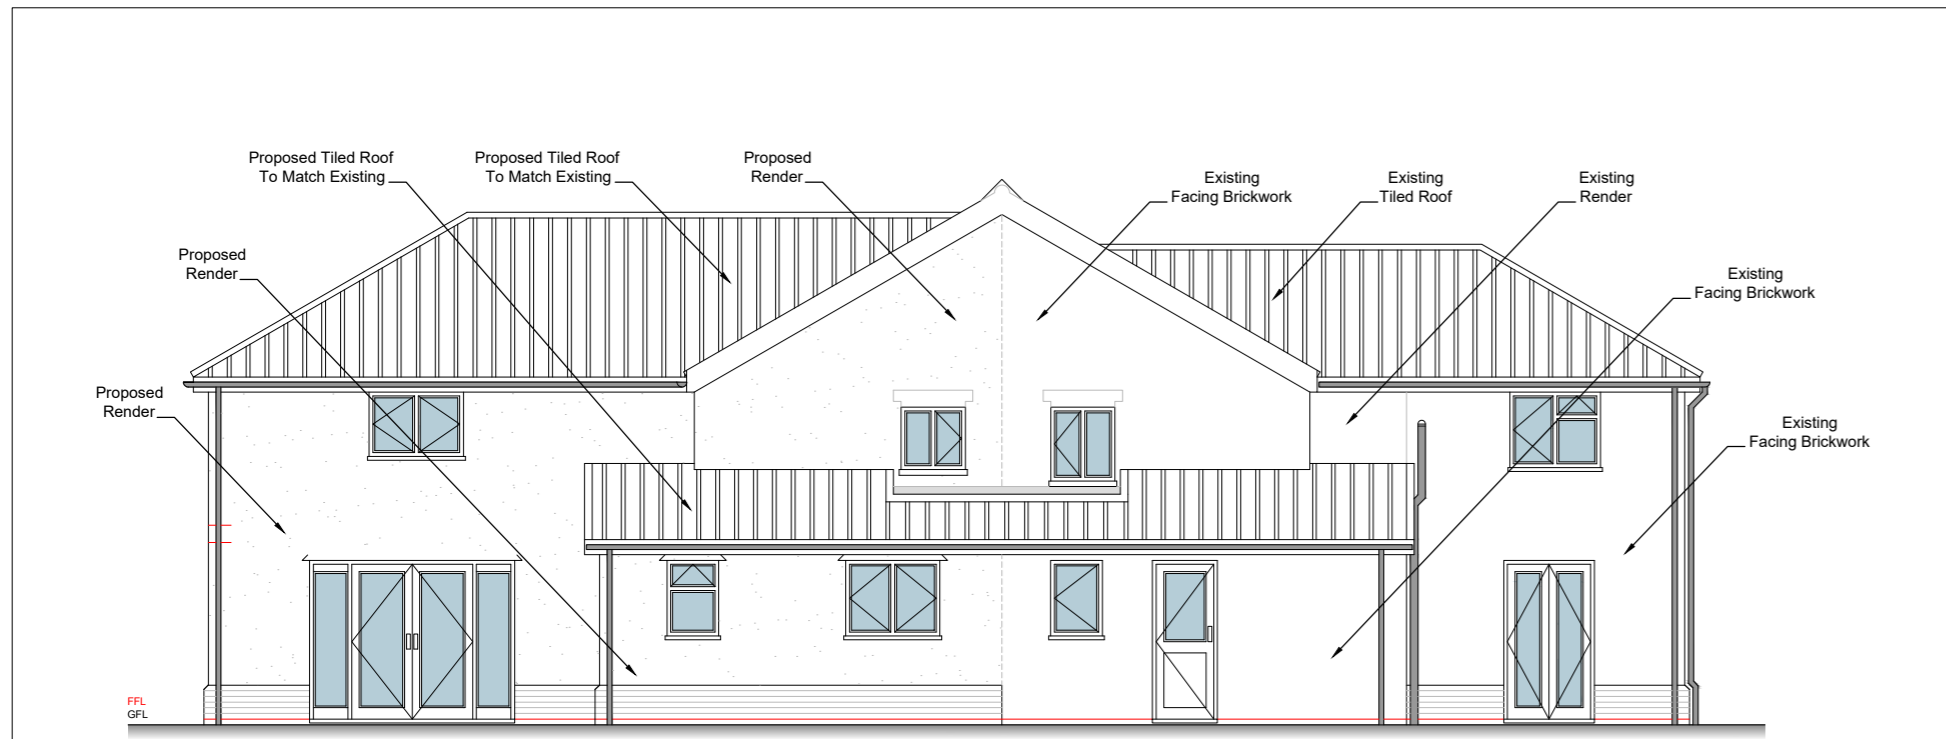 Proposed Tiled Roof
To Match Existing
Proposed Tiled Roof
To Match Existing
Proposed
Render
Existing
Facing Brickwork
Existing
Tiled Roof
Existing
Render
Proposed
Render
Existing
Facing Brickwork
Proposed
Render
Existing
Facing Brickwork
FFL
GFL